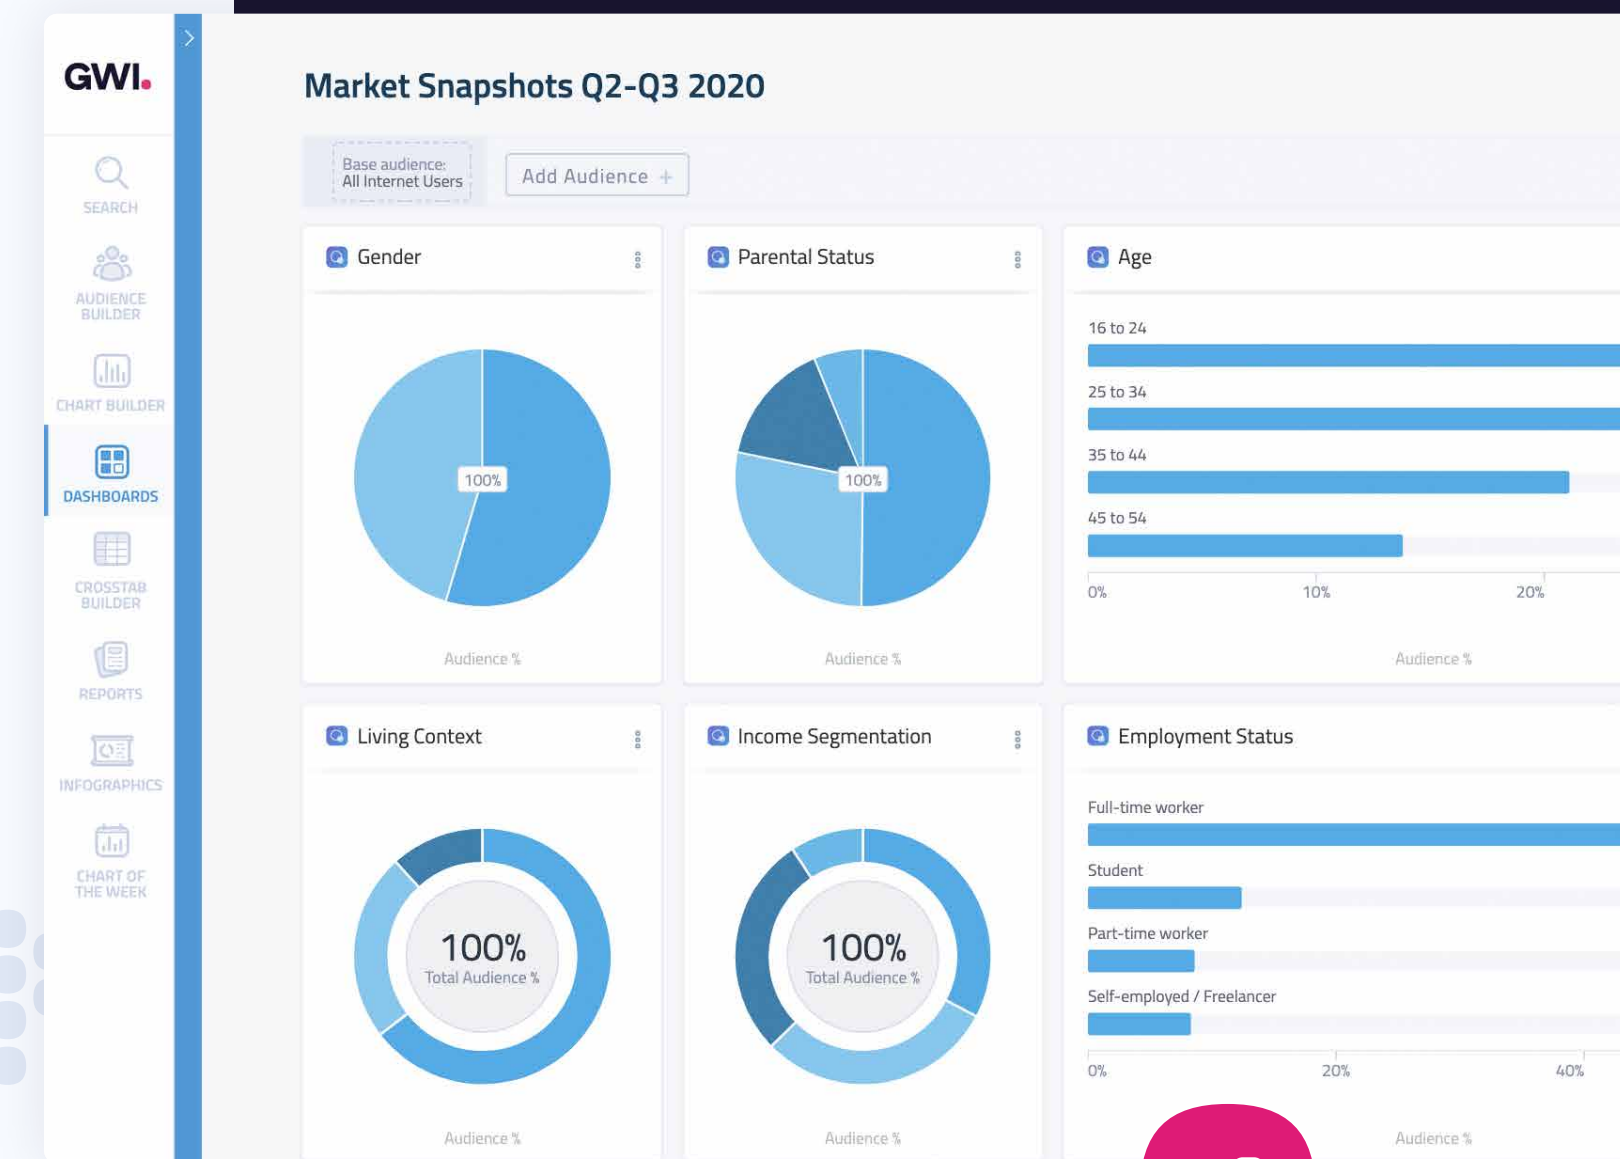 GWI.
SEARCH
AUDIENCE
BUILDER
CHART BUILDER
DASHBOARDS
CROSSTAB
BUILDER
REPORTS
INFOGRAPHICS
CHART OF
THE WEEK
Market Snapshots Q2-Q3 2020
Base audience:
All Internet Users
Add Audience +
Gender
100%
Audience %
Parental Status
100%
Audience %
Age
16 to 24
25 to 34
35 to 44
45 to 54
0% 10% 20%
Audience %
Living Context
100%
Total Audience %
Audience %
Income Segmentation
100%
Total Audience %
Audience %
Employment Status
Full-time worker
Student
Part-time worker
Self-employed / Freelancer
0% 20% 40%
Audience %